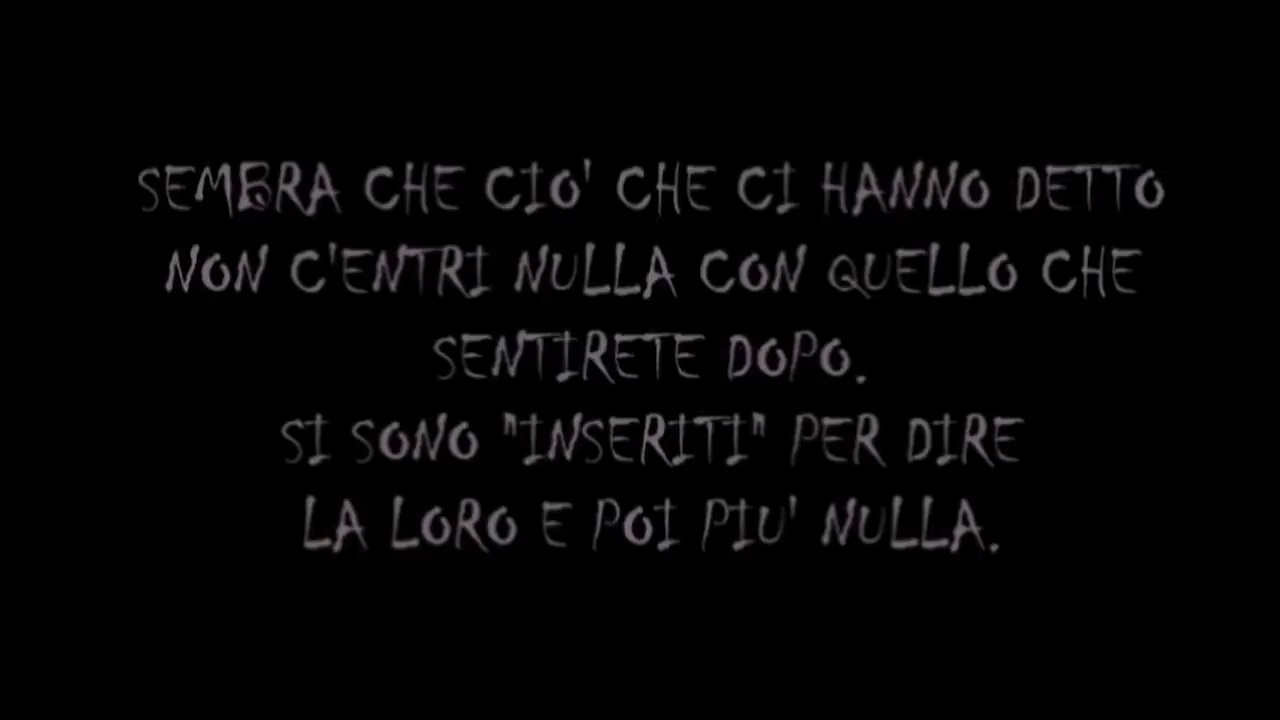 SEMBRA CHE CIO' CHE CI HANNO DETTO
NON C'ENTRI NULLA CON QUELLO CHE
SENTIRETE DOPO.
SI SONO "INSERITI" PER DIRE
LA LORO E POI PIU' NULLA.